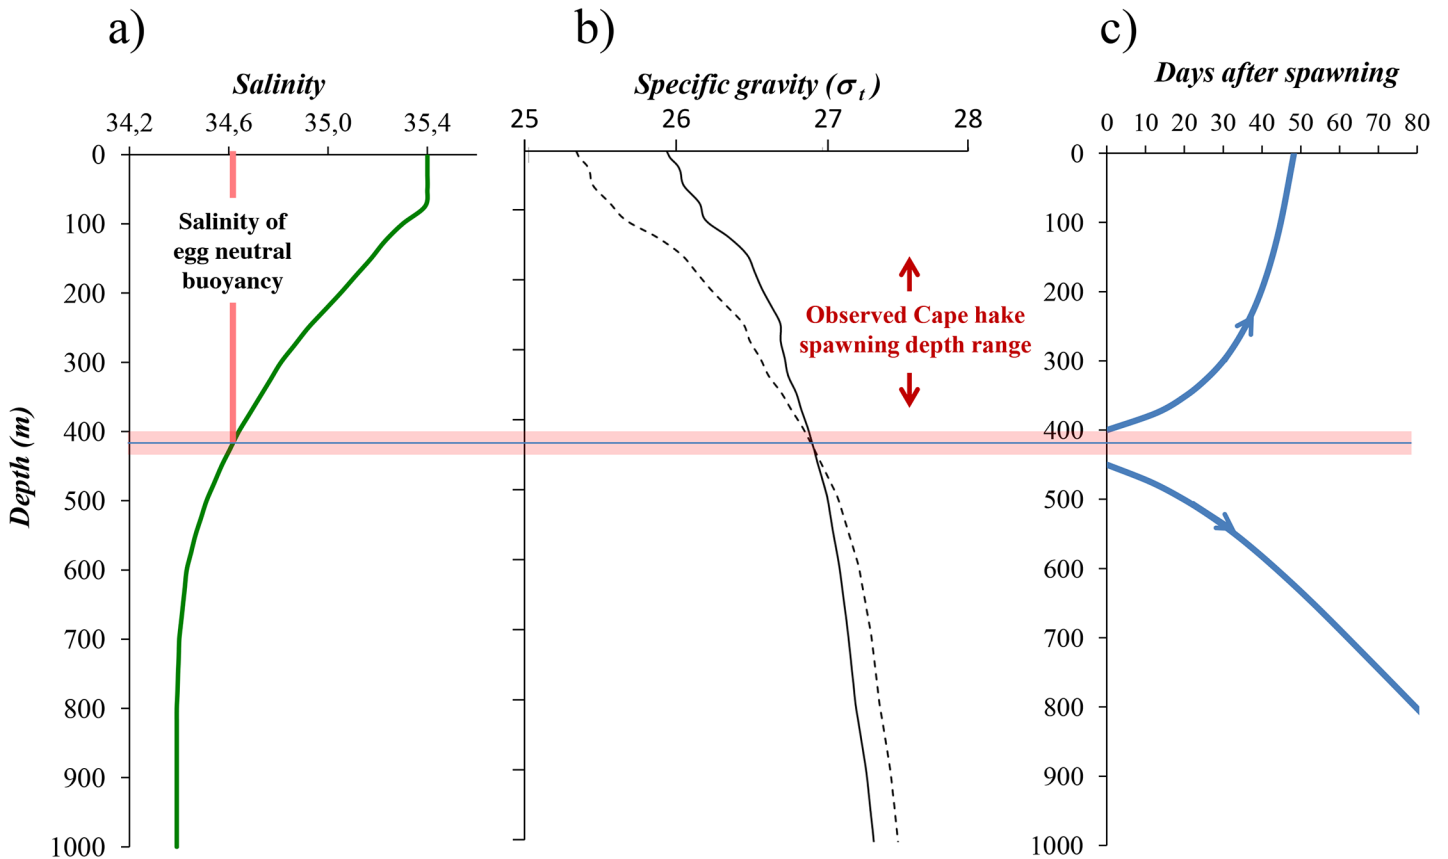 a)
Salinity
34,2 34,6 35,0 35,4
0
100
200
300
400
500
600
700
800
900
1000
Depth (m)
Salinity of
egg neutral
buoyancy
b)
Specific gravity (σ t )
25 26 27 28
Observed Cape hake
spawning depth range
c)
Days after spawning
0 10 20 30 40 50 60 70 80
0
100
200
300
400
500
600
700
800
900
1000